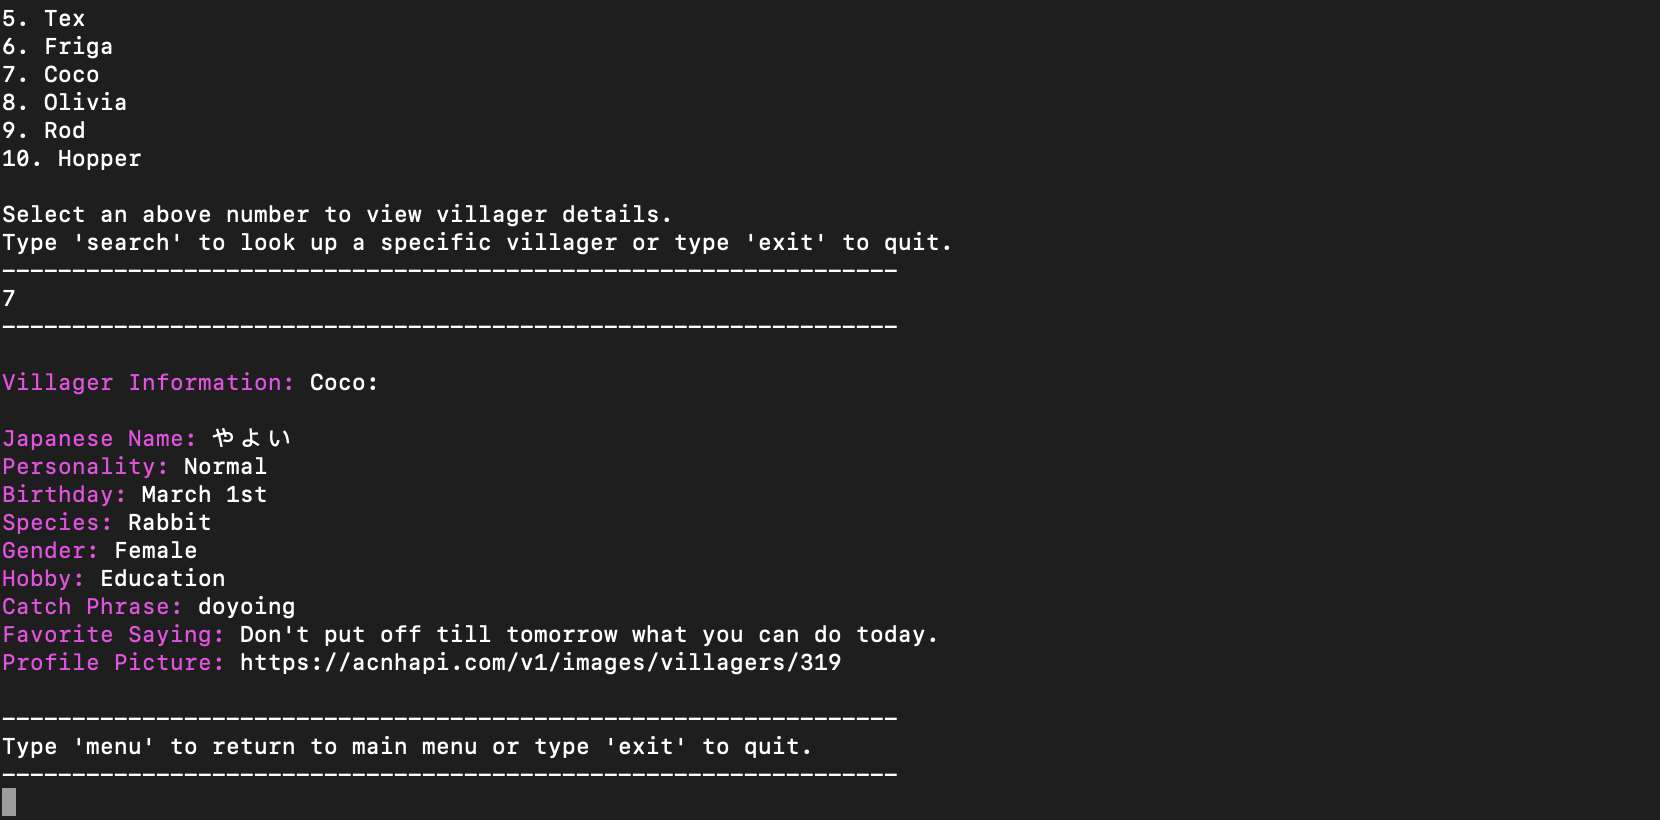 5. Tex
6. Friga
7. Coco
8. Olivia
9. Rod
10. Hopper
Select an above number to view villager details.
Type 'search' to look up a specific villager or type 'exit' to quit.
----------------------------------------------------------------
7
----------------------------------------------------------------
Villager Information: Coco:
Japanese Name: やよい
Personality: Normal
Birthday: March 1st
Species: Rabbit
Gender: Female
Hobby: Education
Catch Phrase: doyoing
Favorite Saying: Don't put off till tomorrow what you can do today.
Profile Picture: https://acnhapi.com/v1/images/villagers/319
----------------------------------------------------------------
Type 'menu' to return to main menu or type 'exit' to quit.
----------------------------------------------------------------